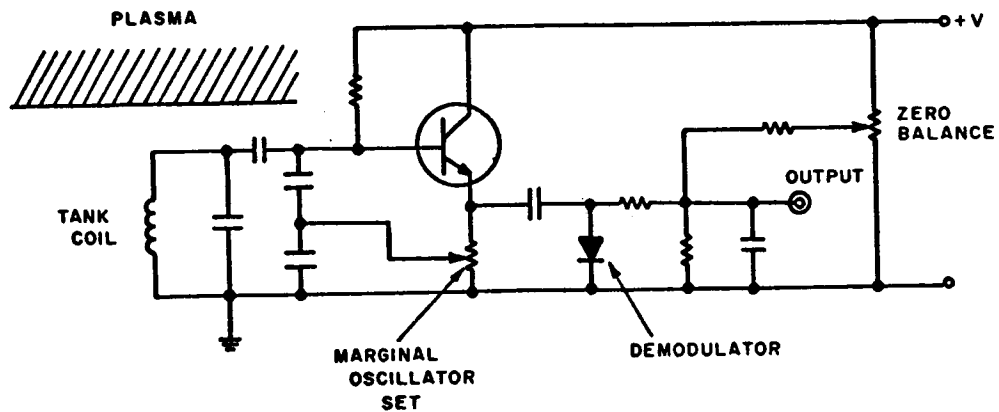 PLASMA
+V
ZERO
BALANCE
OUTPUT
TANK
COIL
MARGINAL
OSCILLATOR
SET
DEMODULATOR